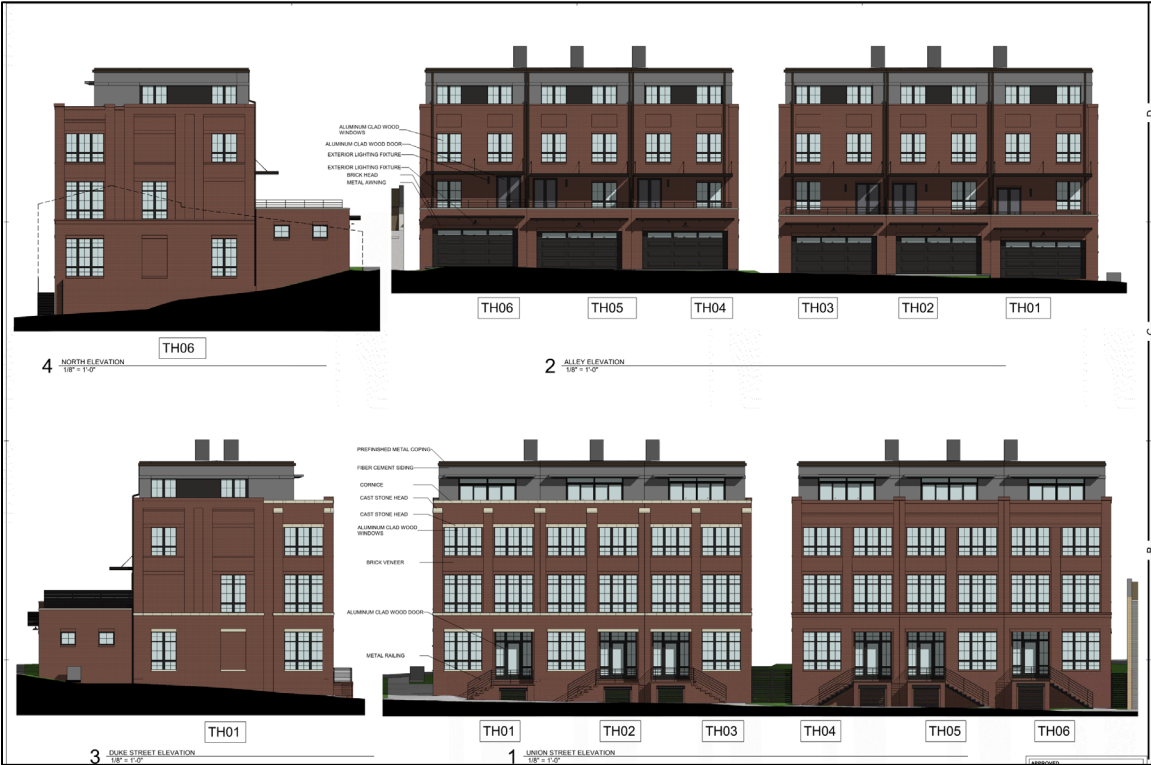 ALUMINUM CLAD WOOD
WINDOWS
ALUMINUM CLAD WOOD DOOR
EXTERIOR LIGHTING FIXTURE
EXTERIOR LIGHTING FIXTURE
BRICK HEAD
METAL AWNING
TH06
TH05
TH04
TH03
TH02
TH01
TH06
4 NORTH ELEVATION
1/8" = 1'-0"
2 ALLEY ELEVATION
1/8" = 1'-0"
PREFINISHED METAL COPING
FIBER CEMENT SIDING
CORNICE
CAST STONE HEAD
CAST STONE HEAD
ALUMINUM CLAD WOOD
WINDOWS
BRICK VENEER
ALUMINUM CLAD WOOD DOOR
METAL RAILING
TH01
TH01
TH02
TH03
TH04
TH05
TH06
3 DUKE STREET ELEVATION
1/8" = 1'-0"
1 UNION STREET ELEVATION
1/8" = 1'-0"
APPROVED